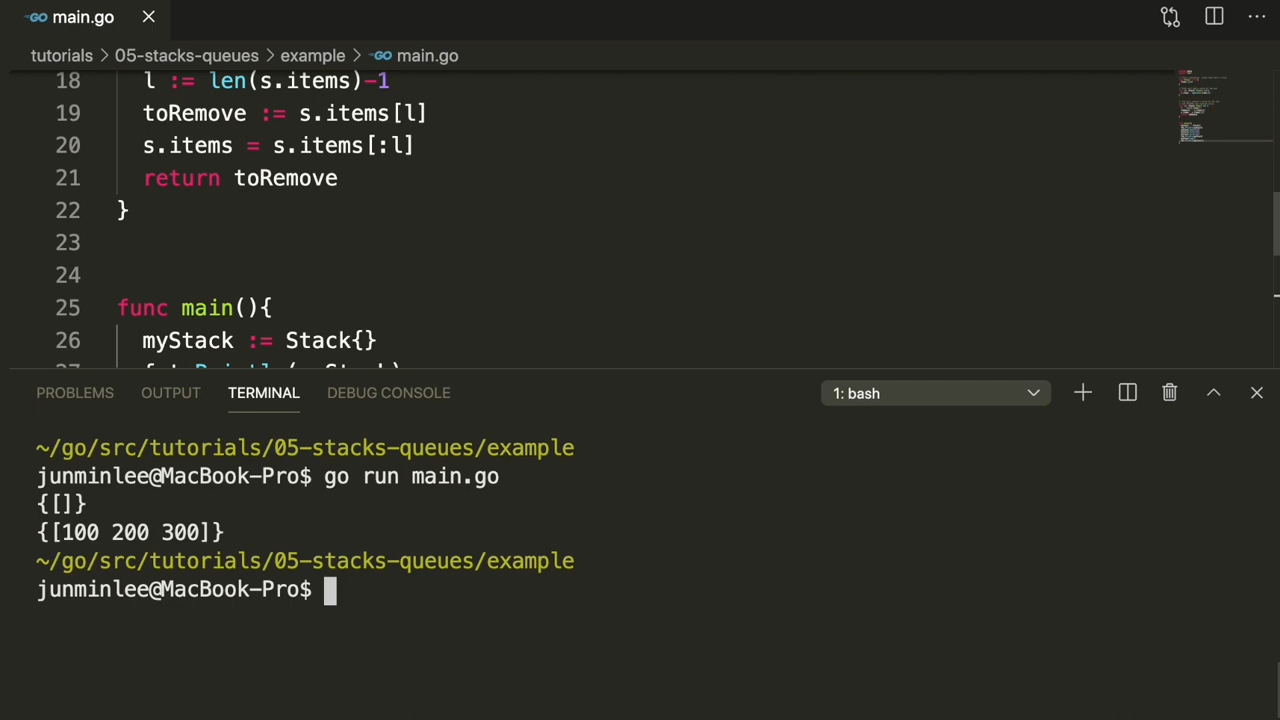 GO main.go
tutorials > 05-stacks-queues > example > GO main.go
18 l := len(s.items)-1
19 toRemove := s.items[l]
20 s.items = s.items[:l]
21 return toRemove
22 }
23
24
25 func main(){
26 myStack := Stack{}
PROBLEMS OUTPUT TERMINAL DEBUG CONSOLE 1: bash
~/go/src/tutorials/05-stacks-queues/example
junminlee@MacBook-Pro$ go run main.go
{[]}
{[100 200 300]}
~/go/src/tutorials/05-stacks-queues/example
junminlee@MacBook-Pro$